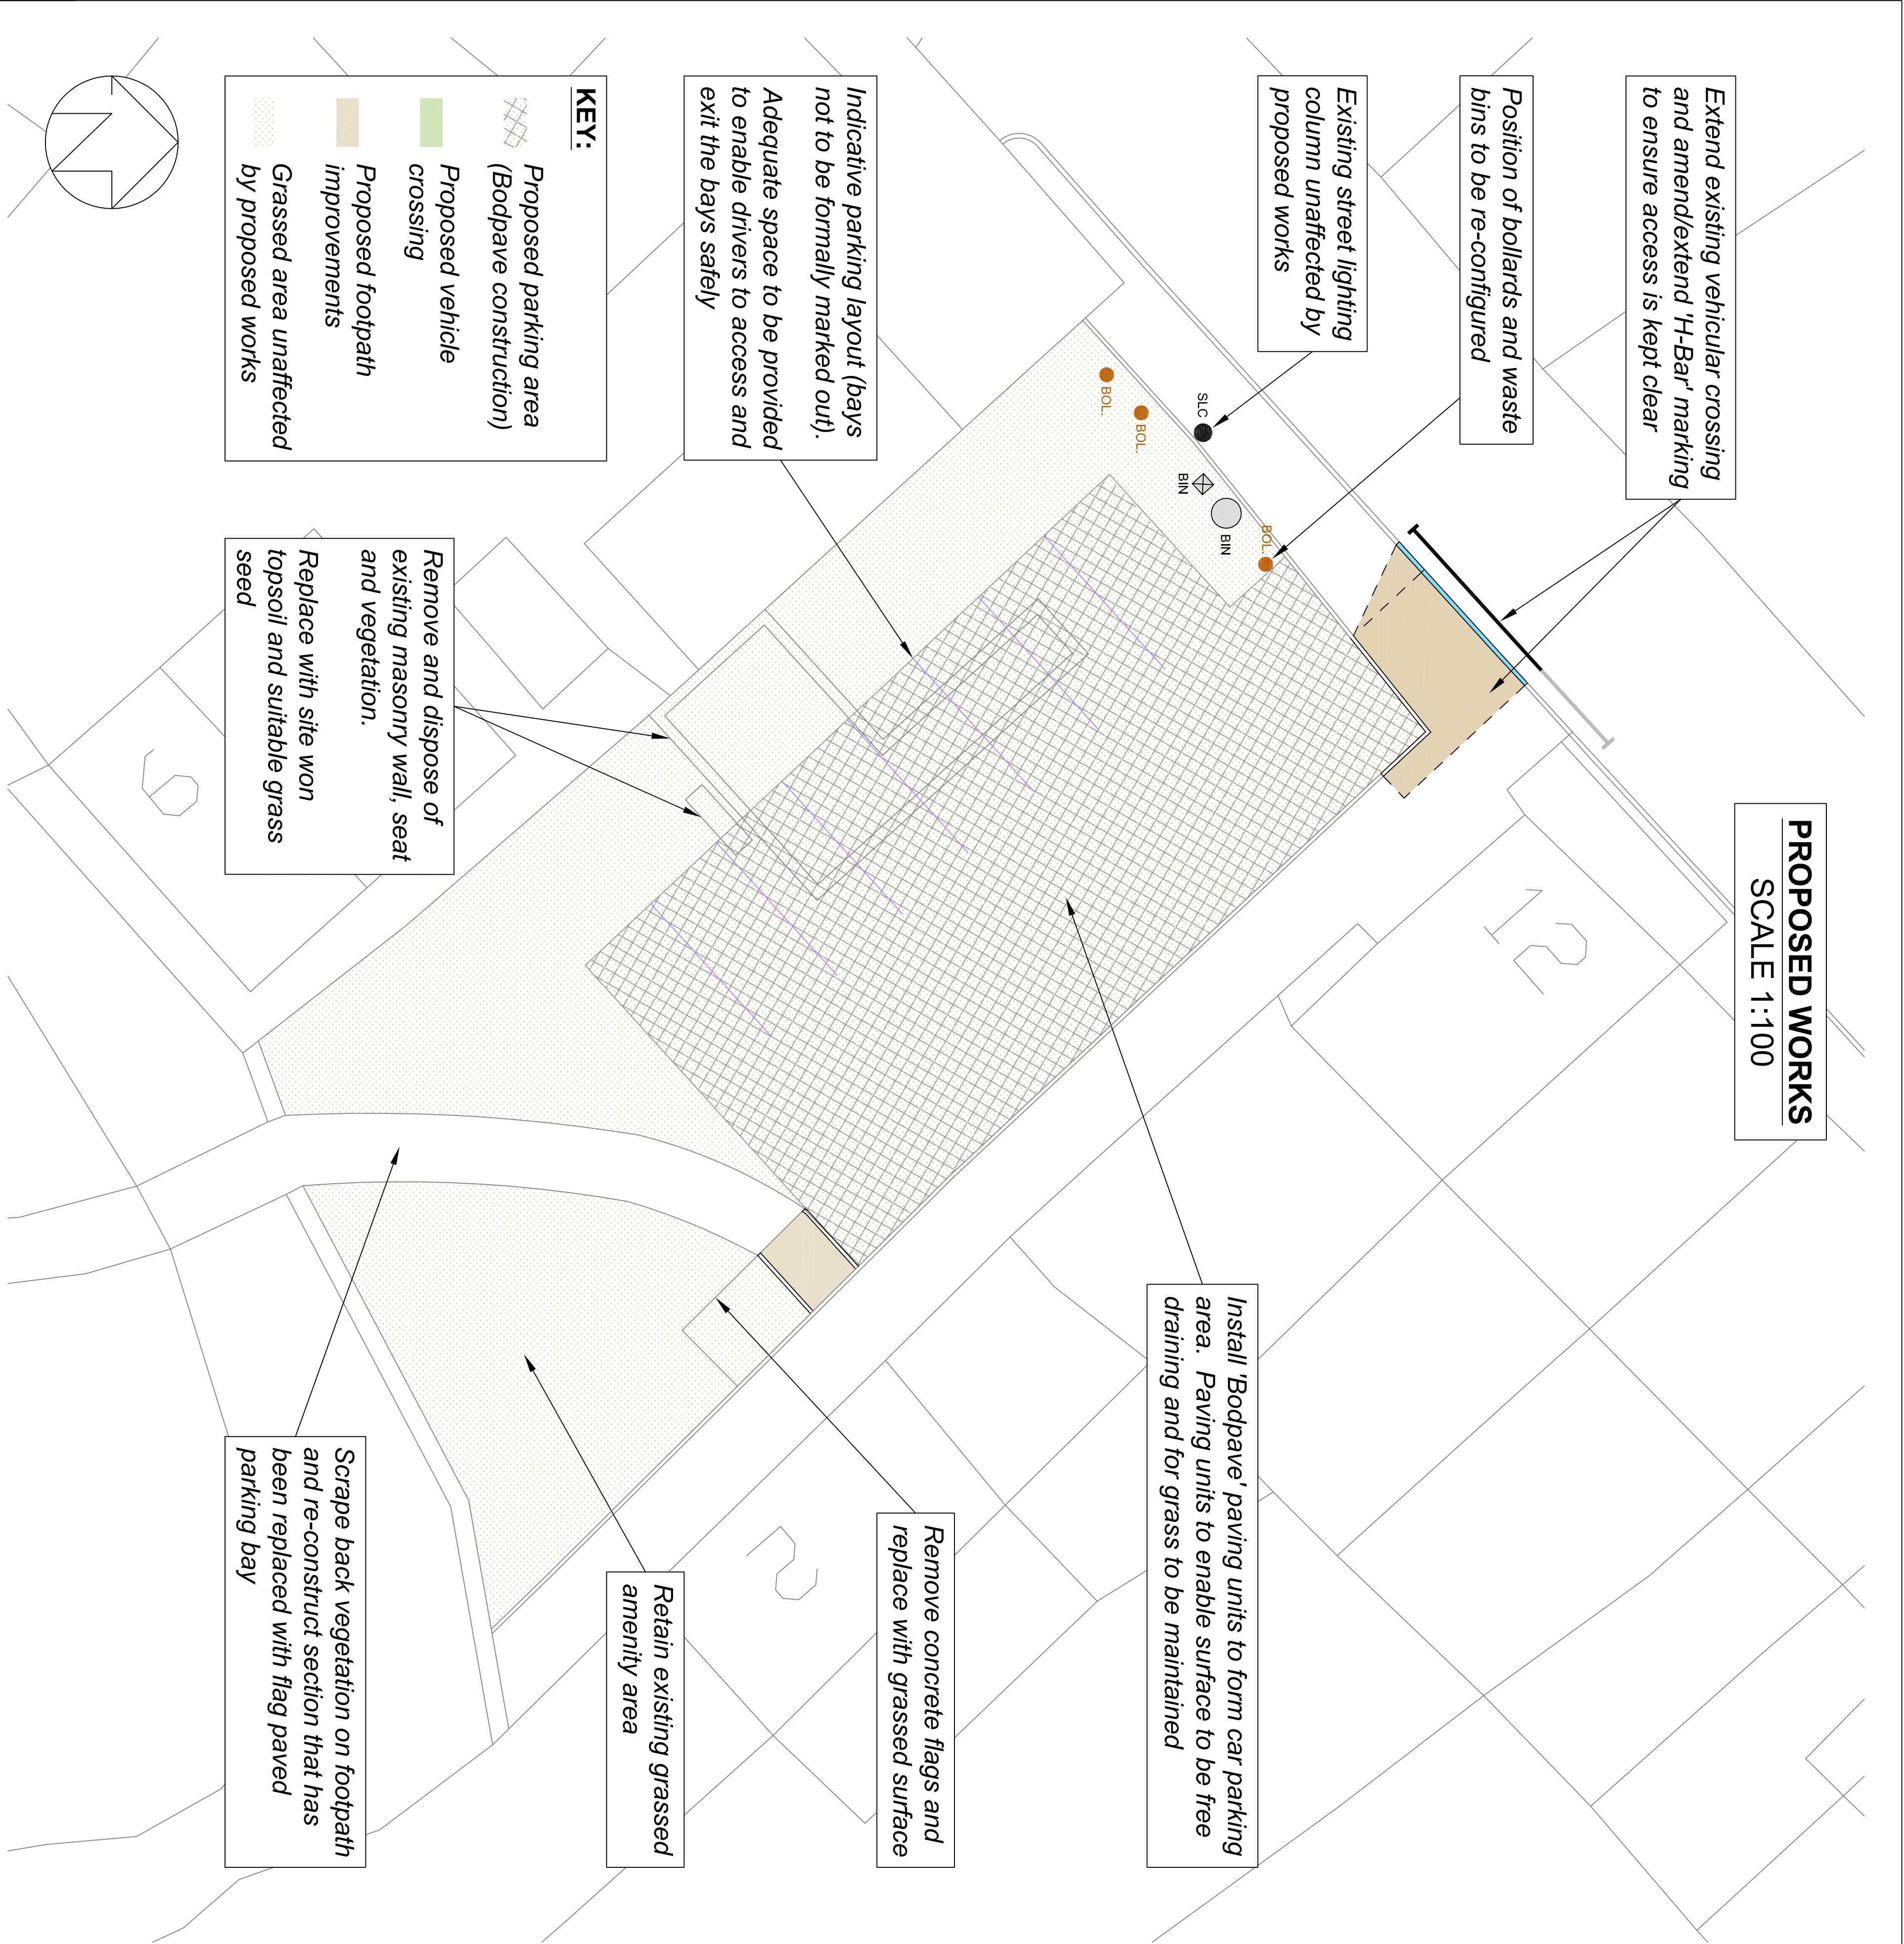 PROPOSED WORKS
SCALE 1:100
Extend existing vehicular crossing
and amend/extend 'H-Bar' marking
to ensure access is kept clear
Position of bollards and waste
bins to be re-configured
Existing street lighting
column unaffected by
proposed works
Indicative parking layout (bays
not to be formally marked out).
Adequate space to be provided
to enable drivers to access and
exit the bays safely
KEY:
Proposed parking area
(Bodpave construction)
Proposed vehicle
crossing
Proposed footpath
improvements
Grassed area unaffected
by proposed works
N
Remove and dispose of
existing masonry wall, seat
and vegetation.
Replace with site won
topsoil and suitable grass
seed
Install 'Bodpave' paving units to form car parking
area. Paving units to enable surface to be free
draining and for grass to be maintained
Remove concrete flags and
replace with grassed surface
Retain existing grassed
amenity area
Scrape back vegetation on footpath
and re-construct section that has
been replaced with flag paved
parking bay
SLC
BOL.
BOL.
BOL.
BIN
BIN
12
2
6